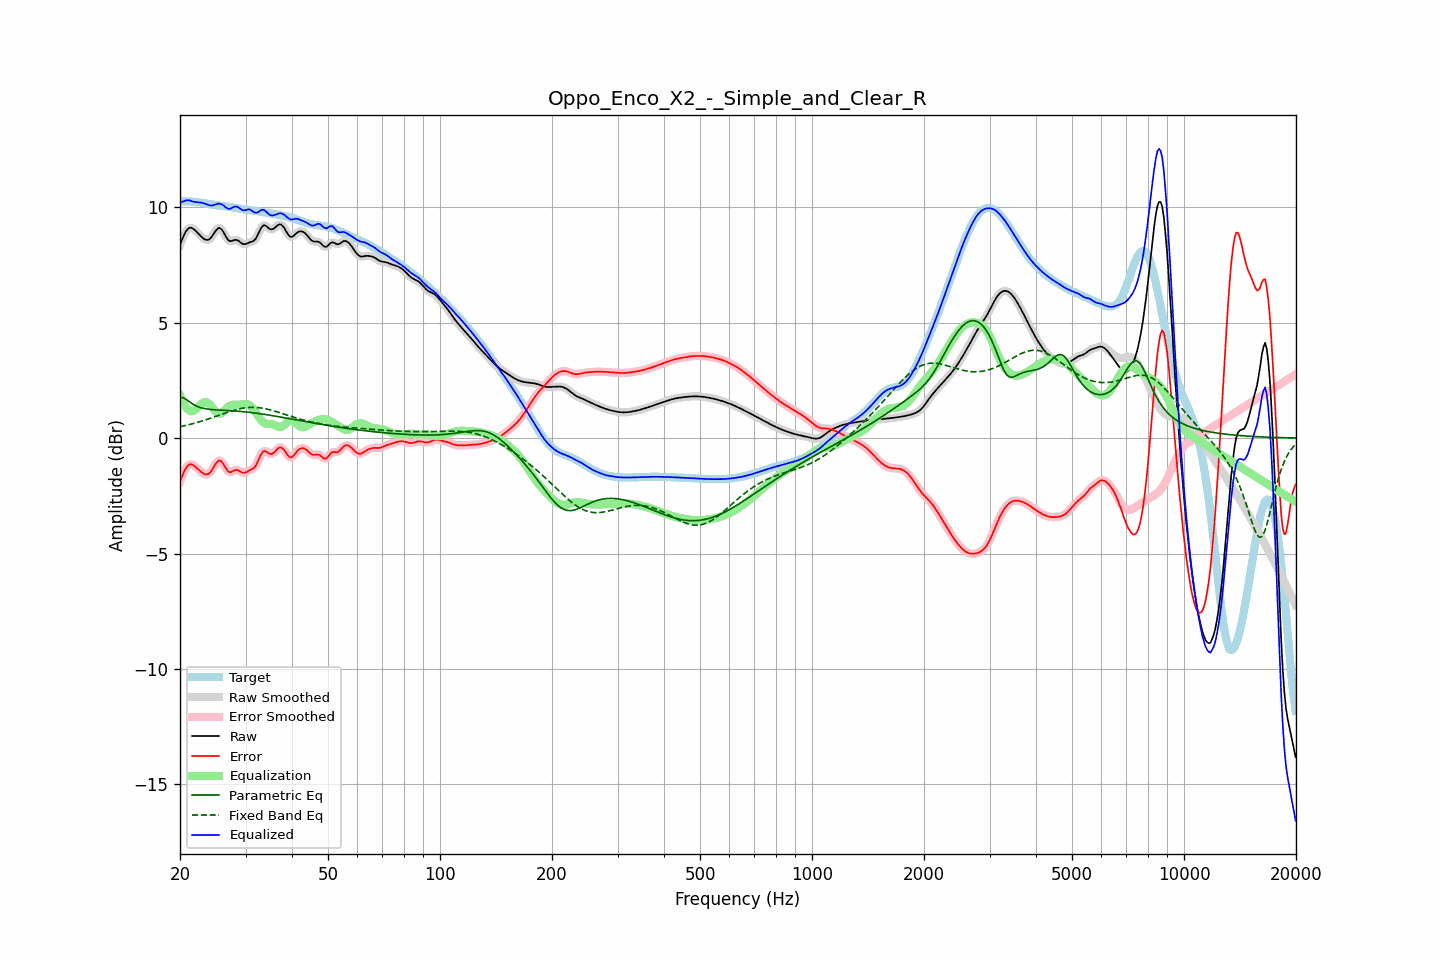 Oppo_Enco_X2_-_Simple_and_Clear_R
Amplitude (dBr)
10
5
0
−5
−10
−15
Target
Raw Smoothed
Error Smoothed
Raw
Error
Equalization
Parametric Eq
Fixed Band Eq
Equalized
20 50 100 200 500 1000 2000 5000 10000 20000
Frequency (Hz)